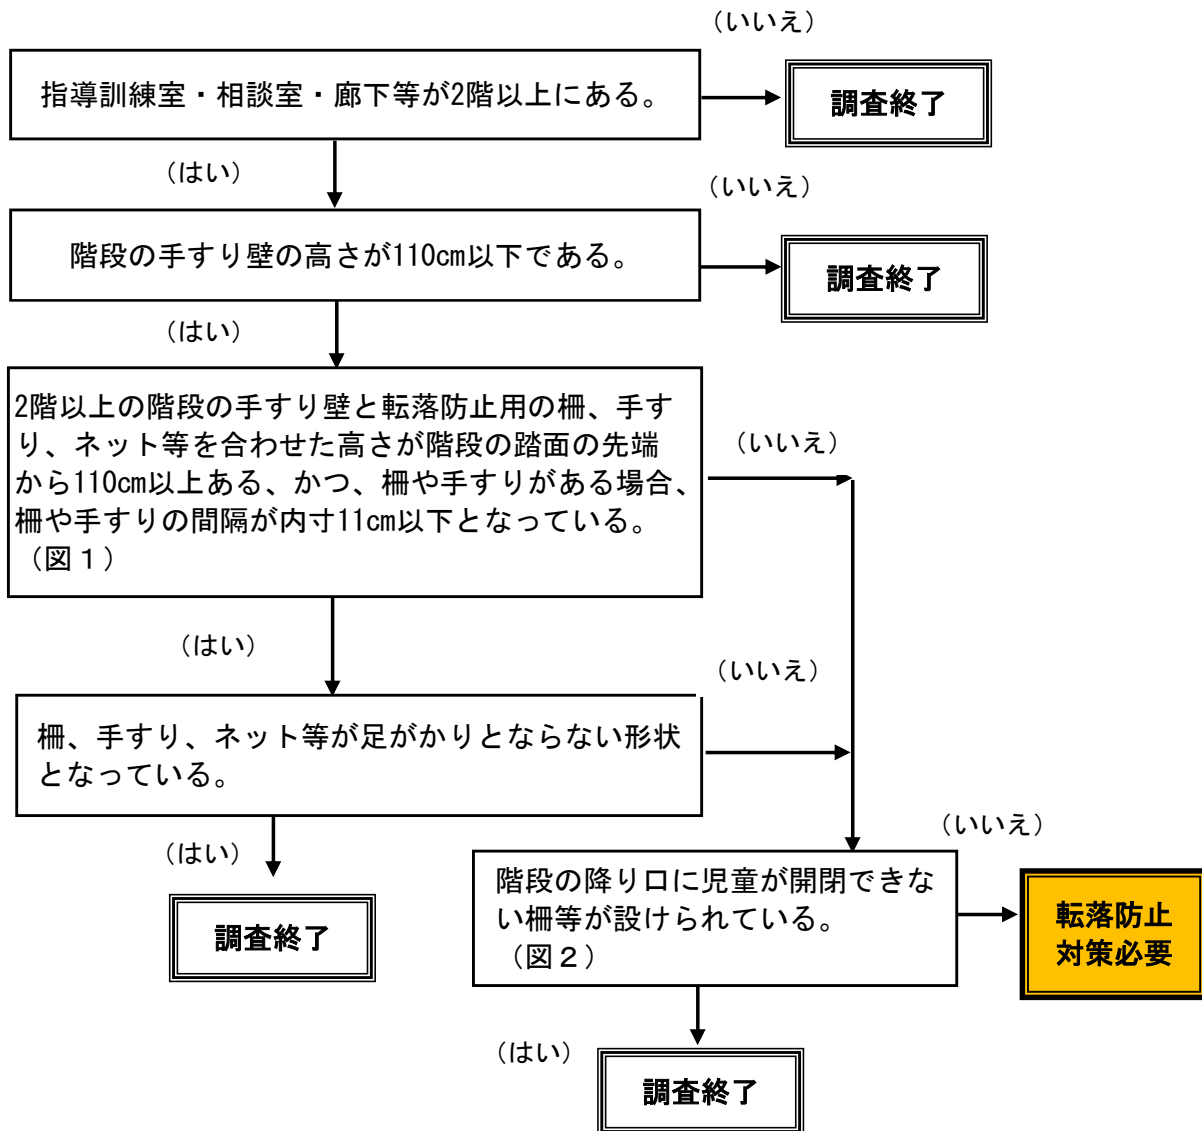 （いいえ）
指導訓練室・相談室・廊下等が2階以上にある。
調査終了
（はい）
（いいえ）
階段の手すり壁の高さが110cm以下である。
調査終了
（はい）
2階以上の階段の手すり壁と転落防止用の柵、手す
り、ネット等を合わせた高さが階段の踏面の先端
から110cm以上ある、かつ、柵や手すりがある場合、
柵や手すりの間隔が内寸11cm以下となっている。
（図１）
（いいえ）
（はい）
（いいえ）
柵、手すり、ネット等が足がかりとならない形状
となっている。
（はい）
調査終了
（いいえ）
階段の降り口に児童が開閉できな
い柵等が設けられている。
（図２）
転落防止
対策必要
（はい）
調査終了